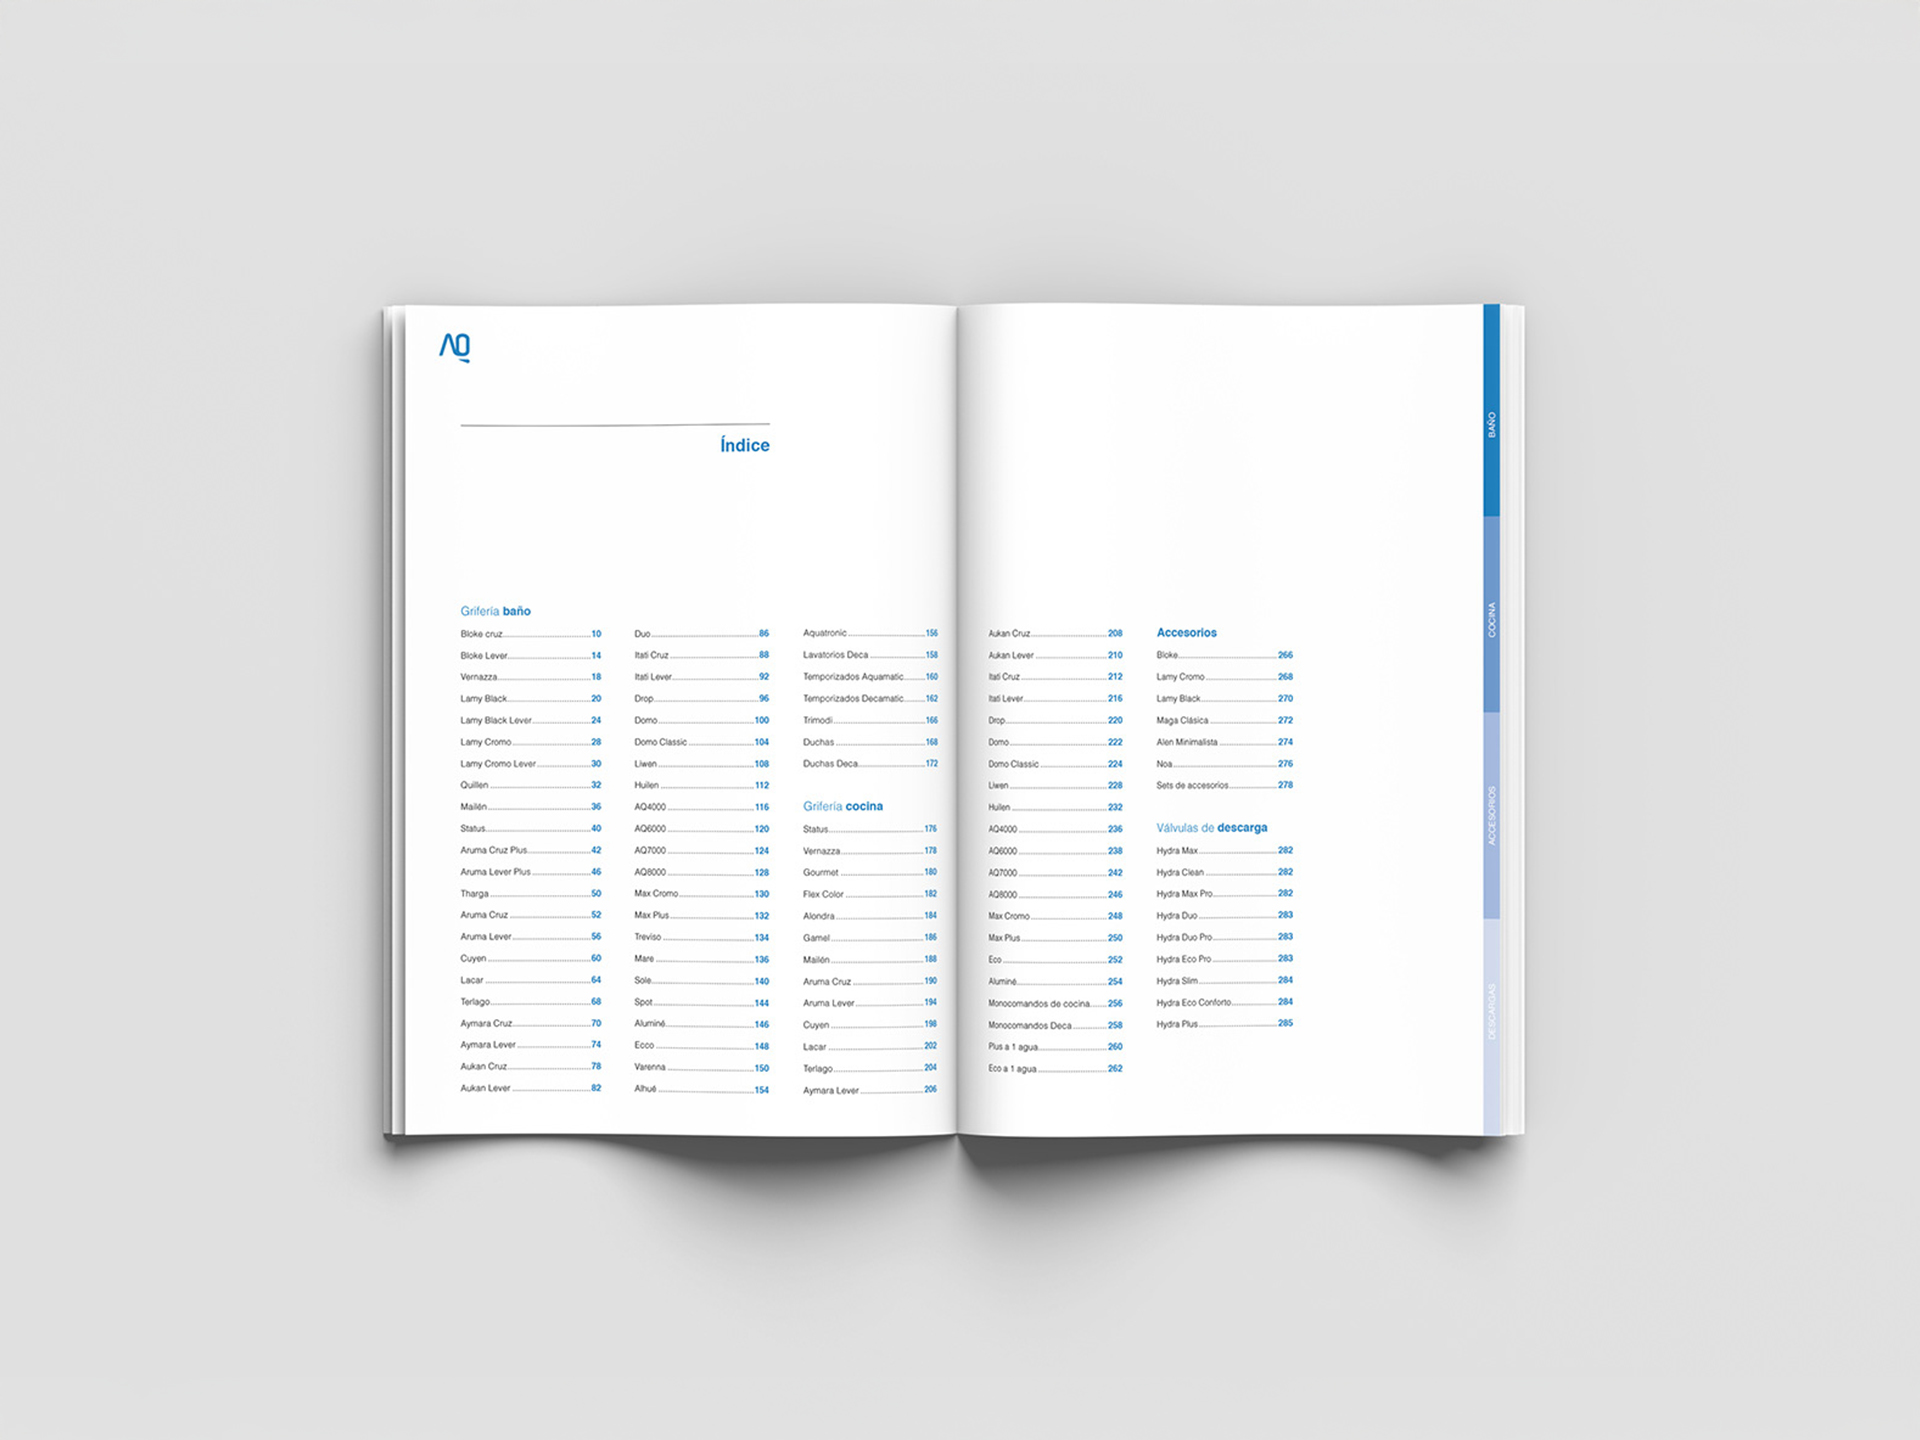 AQ
Índice
Grifería baño
Bloke cruz 10
Bloke Lever 14
Vernazza 18
Lamy Black 20
Lamy Black Lever 24
Lamy Cromo 28
Lamy Cromo Lever 30
Quillen 32
Mailén 36
Status 40
Aruma Cruz Plus 42
Aruma Lever Plus 46
Tharga 50
Aruma Cruz 52
Aruma Lever 56
Cuyen 60
Lacar 64
Terlago 68
Aymara Cruz 70
Aymara Lever 74
Aukan Cruz 78
Aukan Lever 82
Duo 86
Itati Cruz 88
Itati Lever 92
Drop 96
Domo 100
Domo Classic 104
Liwen 108
Huilen 112
AQ4000 116
AQ6000 120
AQ7000 124
AQ8000 128
Max Cromo 130
Max Plus 132
Treviso 134
Mare 136
Sole 140
Spot 144
Aluminé 146
Ecco 148
Varenna 150
Alhué 154
Aquatronic 156
Lavatorios Deca 158
Temporizados Aquamatic 160
Temporizados Decamatic 162
Trimodi 166
Duchas 168
Duchas Deca 172
Grifería cocina
Status 176
Vernazza 178
Gourmet 180
Flex Color 182
Alondra 184
Gamel 186
Mailén 188
Aruma Cruz 190
Aruma Lever 194
Cuyen 198
Lacar 202
Terlago 204
Aymara Lever 206
Aukan Cruz 208
Aukan Lever 210
Itati Cruz 212
Itati Lever 216
Drop 220
Domo 222
Domo Classic 224
Liwen 228
Huilen 232
AQ4000 236
AQ6000 238
AQ7000 242
AQ8000 246
Max Cromo 248
Max Plus 250
Eco 252
Aluminé 254
Monocomandos de cocina 256
Monocomandos Deca 258
Plus a 1 agua 260
Eco a 1 agua 262
Accesorios
Bloke 266
Lamy Cromo 268
Lamy Black 270
Maga Clásica 272
Alen Minimalista 274
Noa 276
Sets de accesorios 278
Válvulas de descarga
Hydra Max 282
Hydra Clean 282
Hydra Max Pro 282
Hydra Duo 283
Hydra Duo Pro 283
Hydra Eco Pro 283
Hydra Slim 284
Hydra Eco Conforto 284
Hydra Plus 285
BAÑO
COCINA
ACCESORIOS
DESCARGAS